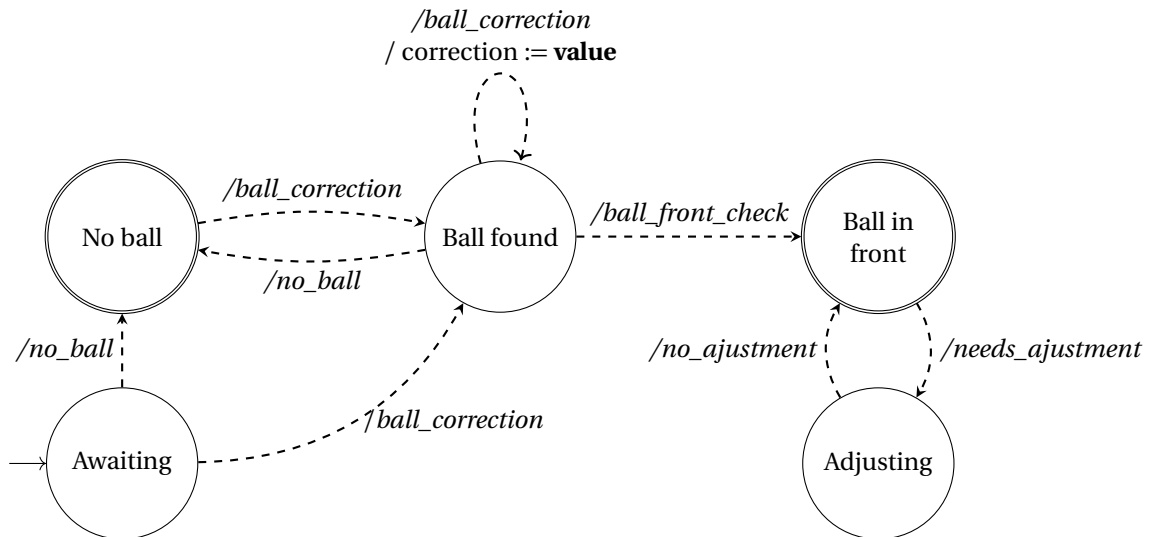 /ball_correction
/ correction := value
/ball_correction
No ball
Ball found
/ball_front_check
Ball in
front
/no_ball
/no_ball
/no_ajustment
/needs_ajustment
/ball_correction
Awaiting
Adjusting